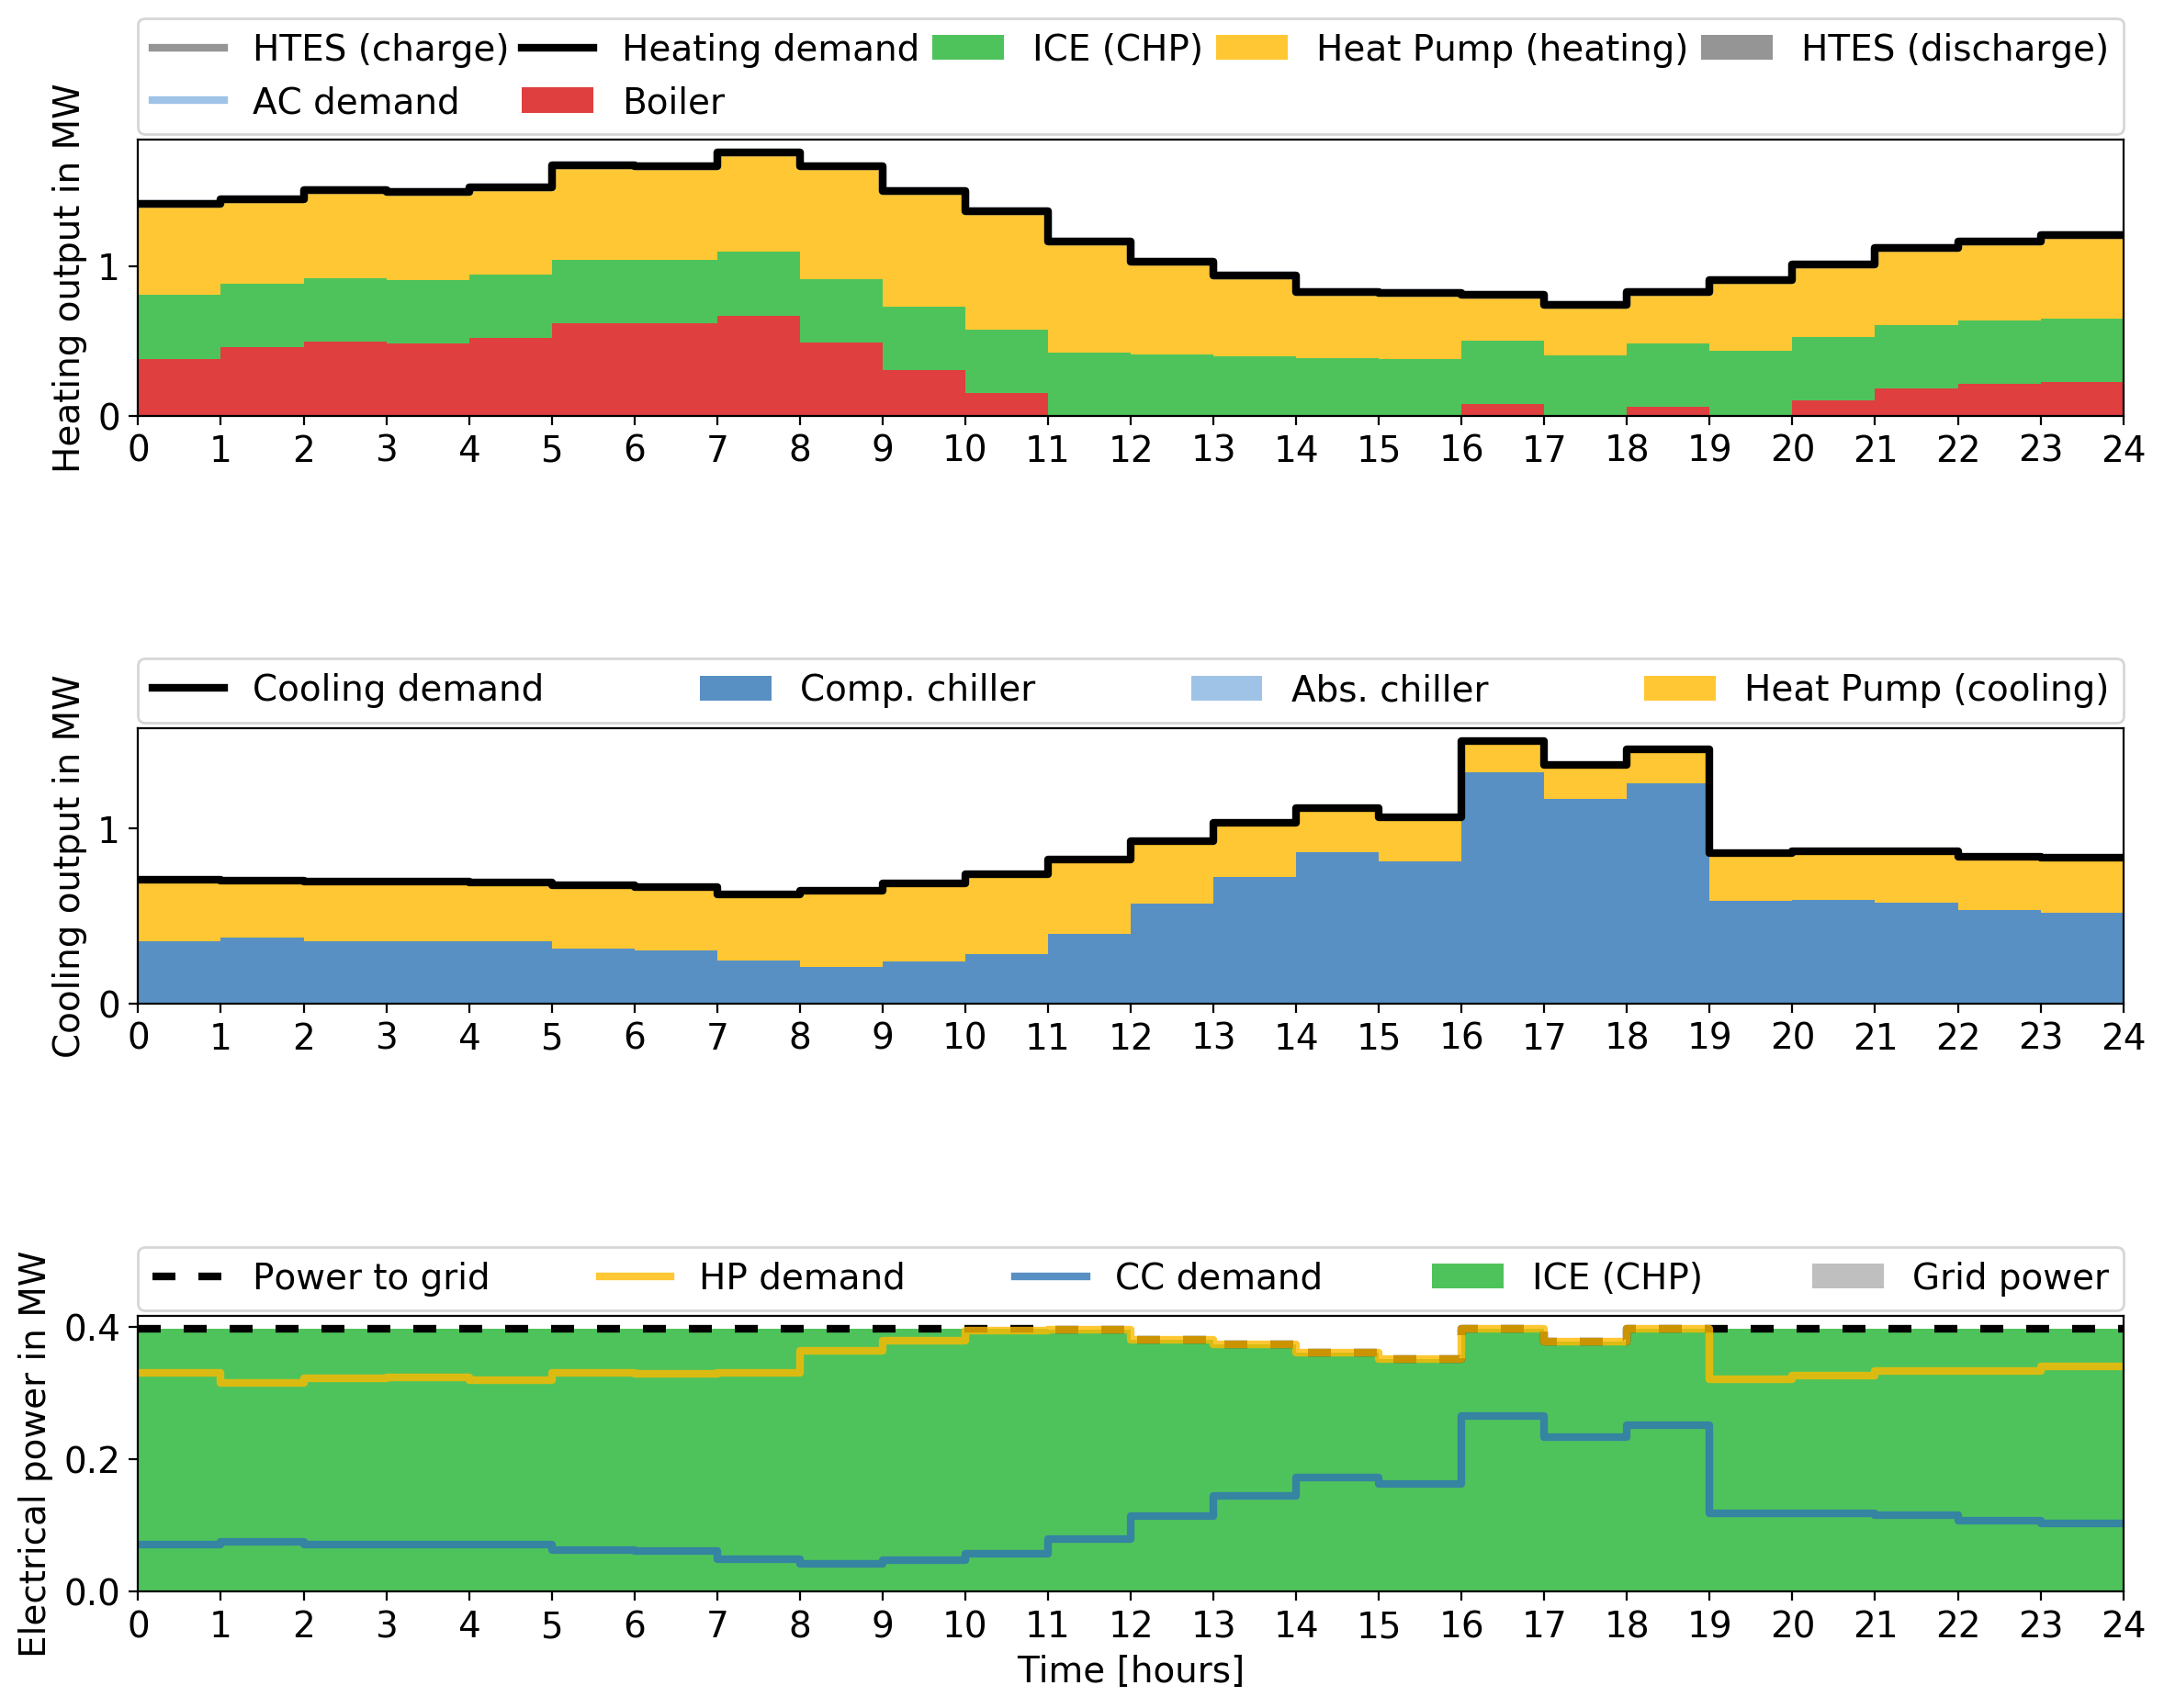 HTES (charge) Heating demand ICE (CHP) Heat Pump (heating) HTES (discharge)
AC demand Boiler
Heating output in MW
1
0
0 1 2 3 4 5 6 7 8 9 10 11 12 13 14 15 16 17 18 19 20 21 22 23 24
Cooling demand Comp. chiller Abs. chiller Heat Pump (cooling)
Cooling output in MW
1
0
0 1 2 3 4 5 6 7 8 9 10 11 12 13 14 15 16 17 18 19 20 21 22 23 24
Power to grid HP demand CC demand ICE (CHP) Grid power
Electrical power in MW
0.4
0.2
0.0
0 1 2 3 4 5 6 7 8 9 10 11 12 13 14 15 16 17 18 19 20 21 22 23 24
Time [hours]